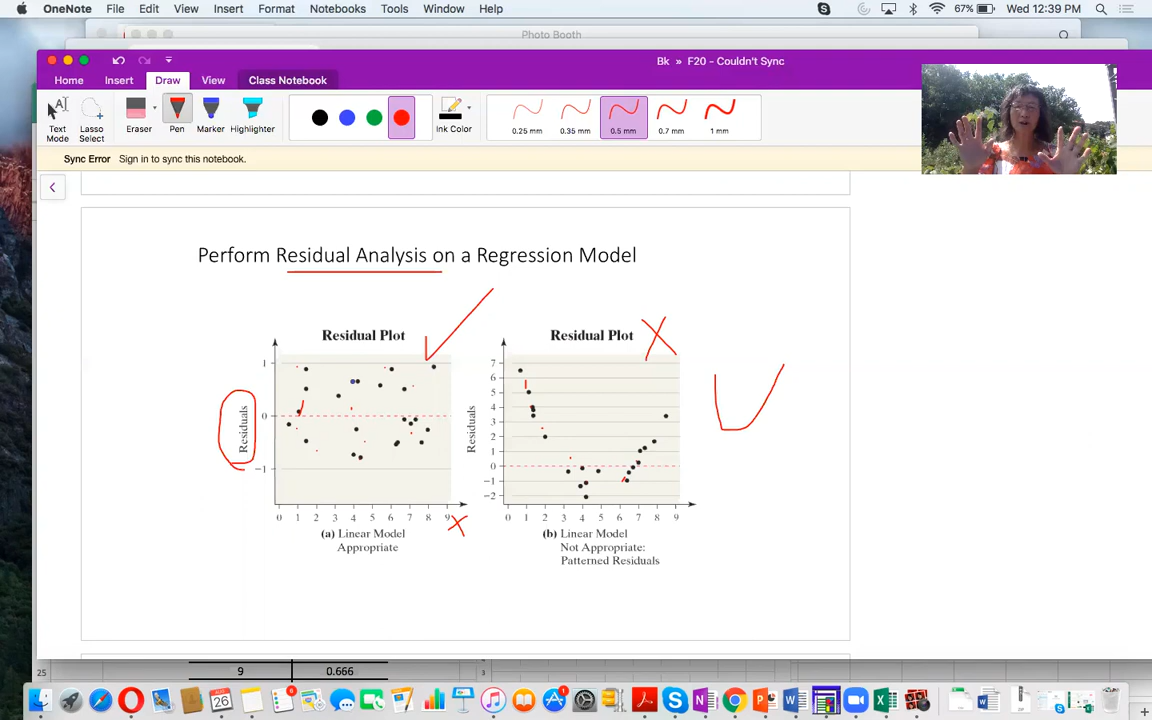 OneNote File Edit View Insert Format Notebooks Tools Window Help 67% Wed 12:39 PM
Photo Booth
Bk » F20 - Couldn't Sync
Home Insert Draw View Class Notebook
Text Mode
Lasso Select
Eraser
Pen
Marker
Highlighter
Ink Color
0.25 mm
0.35 mm
0.5 mm
0.7 mm
1 mm
Sync Error Sign in to sync this notebook.
Perform Residual Analysis on a Regression Model
Residual Plot
1
0
−1
Residuals
0 1 2 3 4 5 6 7 8 9
X
(a) Linear Model
Appropriate
Residual Plot
X
7
6
5
4
3
2
1
0
−1
−2
Residuals
0 1 2 3 4 5 6 7 8 9
(b) Linear Model
Not Appropriate:
Patterned Residuals
25 9 0.666 3
AUG
26
6
1